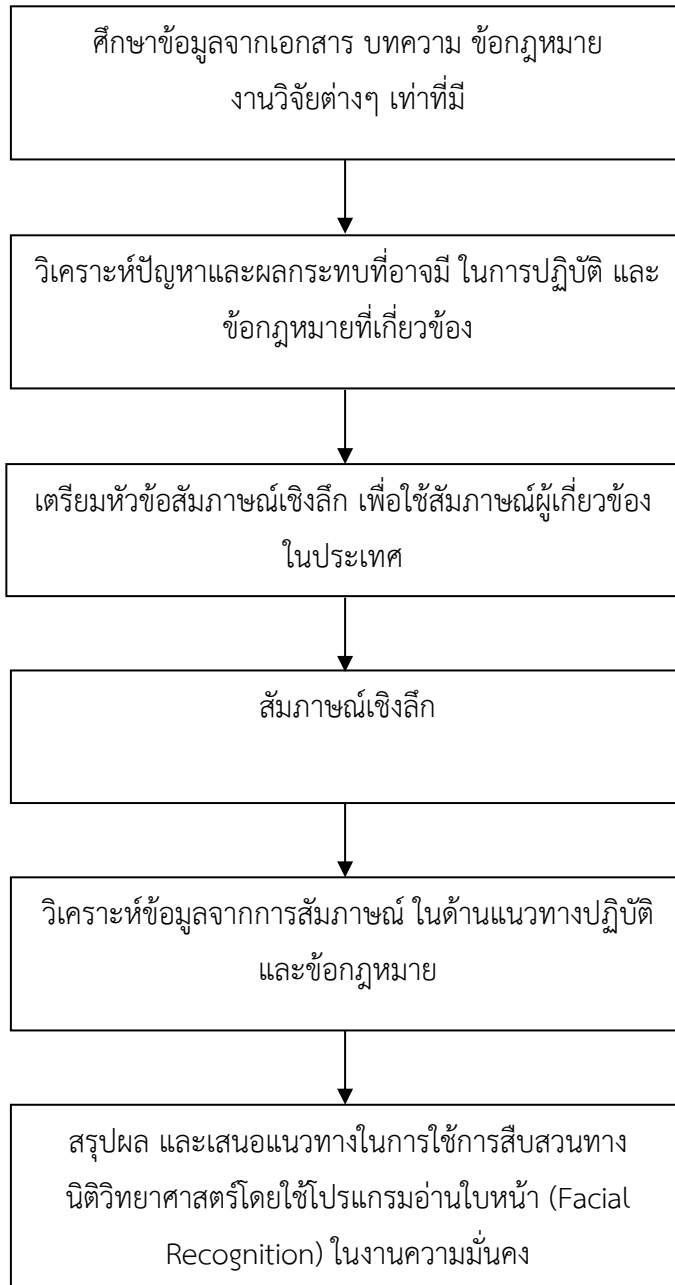 ศึกษาข้อมูลจากเอกสาร บทความ ข้อกฎหมาย
งานวิจัยต่างๆ เท่าที่มี
วิเคราะห์ปัญหาและผลกระทบที่อาจมี ในการปฏิบัติ และ
ข้อกฎหมายที่เกี่ยวข้อง
เตรียมหัวข้อสัมภาษณ์เชิงลึก เพื่อใช้สัมภาษณ์ผู้เกี่ยวข้อง
ในประเทศ
สัมภาษณ์เชิงลึก
วิเคราะห์ข้อมูลจากการสัมภาษณ์ ในด้านแนวทางปฏิบัติ
และข้อกฎหมาย
สรุปผล และเสนอแนวทางในการใช้การสืบสวนทาง
นิติวิทยาศาสตร์โดยใช้โปรแกรมอ่านใบหน้า (Facial
Recognition) ในงานความมั่นคง